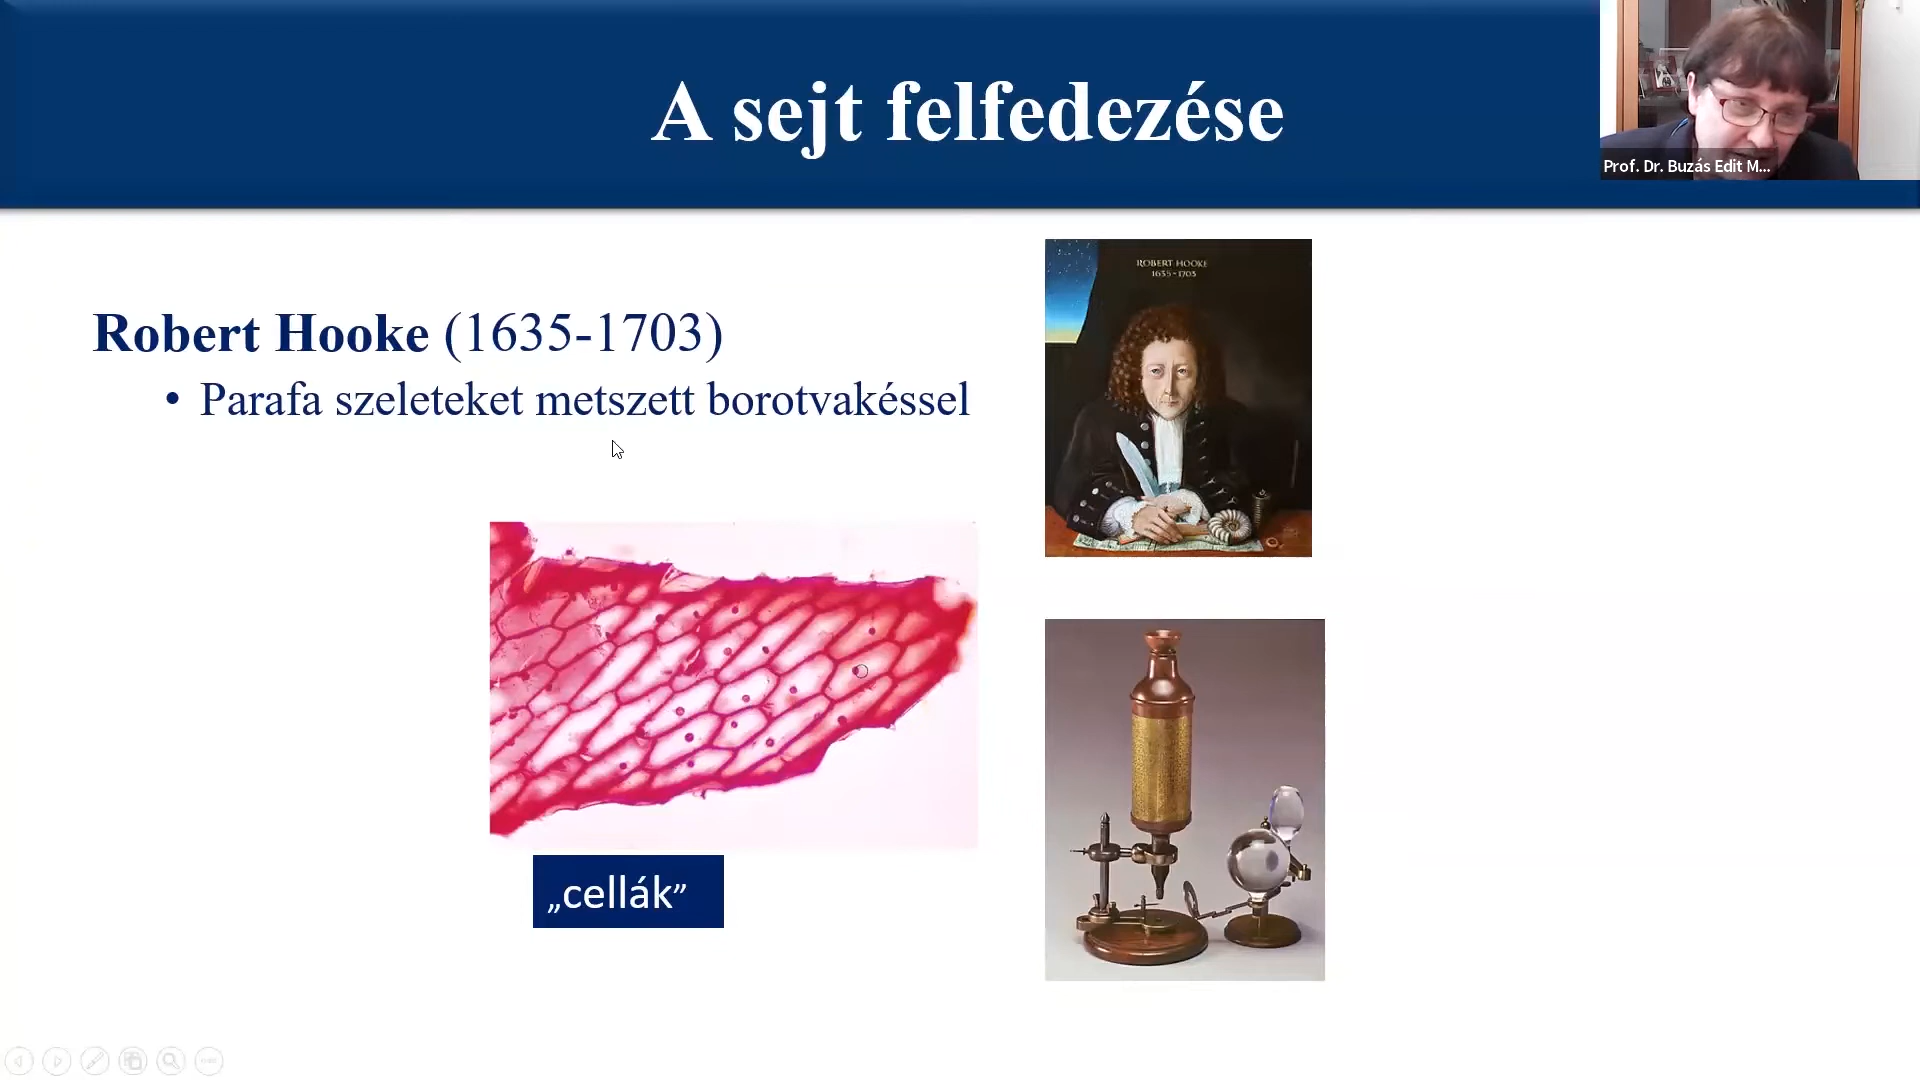 A sejt felfedezése
Prof. Dr. Buzás Edit M...
Robert Hooke (1635-1703)
• Parafa szeleteket metszett borotvakéssel
ROBERT HOOKE
1635-1703
„cellák”